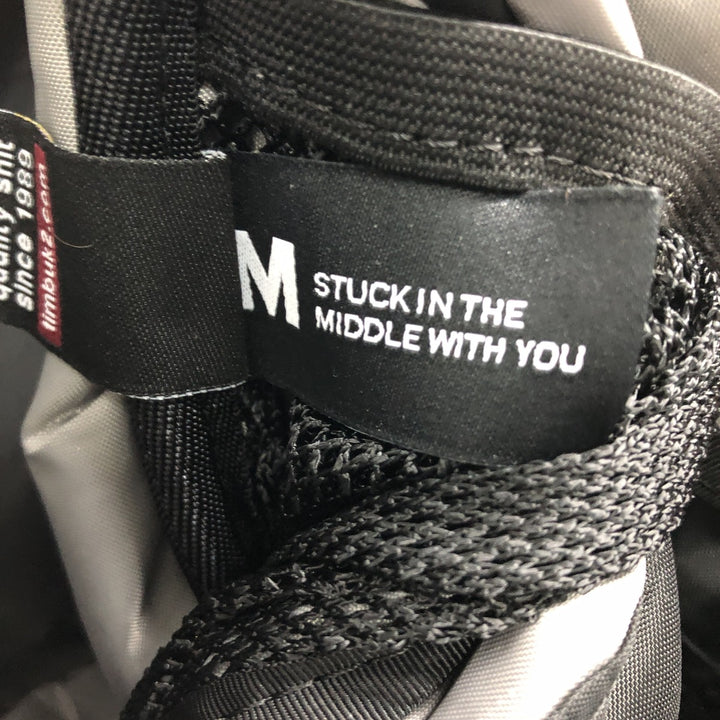 quality shit
since 1989
timbuk2.com
M
STUCK IN THE
MIDDLE WITH YOU